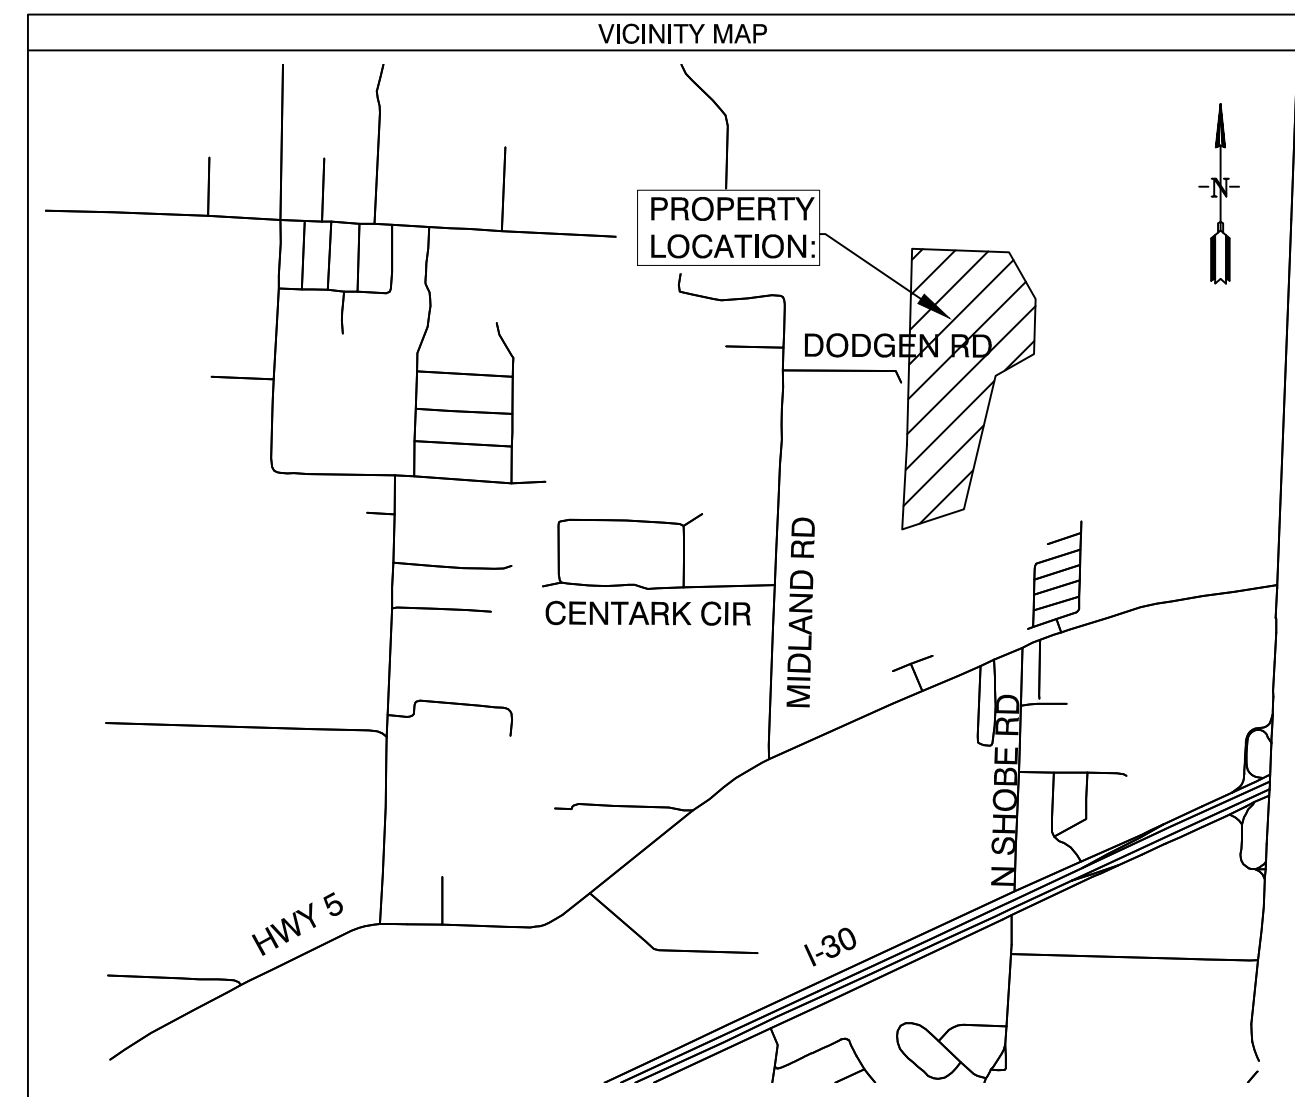 VICINITY MAP
PROPERTY
LOCATION:
-N-
DODGEN RD
MIDLAND RD
CENTARK CIR
N SHOBE RD
HWY 5
I-30